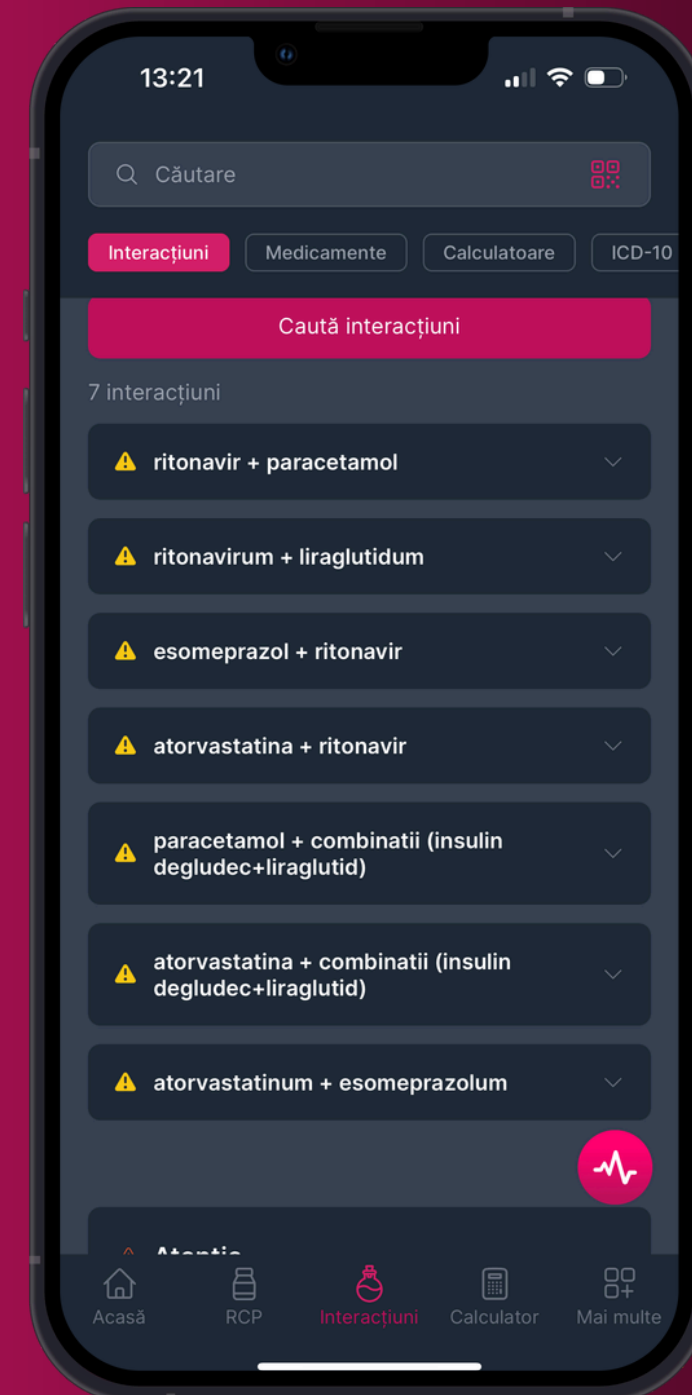 13:21
Căutare
Interacțiuni
Medicamente
Calculatoare
ICD-10
Caută interacțiuni
7 interacțiuni
ritonavir + paracetamol
ritonavirum + liraglutidum
esomeprazol + ritonavir
atorvastatina + ritonavir
paracetamol + combinatii (insulin
degludec+liraglutid)
atorvastatina + combinatii (insulin
degludec+liraglutid)
atorvastatinum + esomeprazolum
Acasă
RCP
Interacțiuni
Calculator
Mai multe